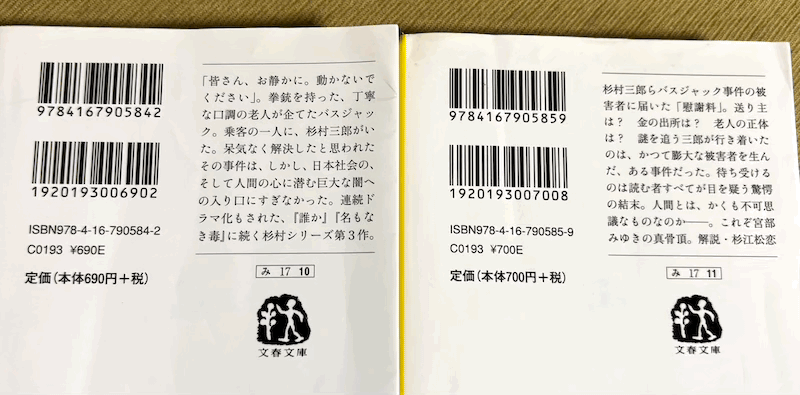 9784167905842
1920193006902
ISBN978-4-16-790584-2
C0193 ¥690E
定価(本体690円+税)
「皆さん、お静かに。動かないで
ください」。拳銃を持った、丁寧
な口調の老人が企てたバスジャッ
ク。乗客の一人に、杉村三郎がい
た。呆気なく解決したと思われた
その事件は、しかし、日本社会の、
そして人間の心に潜む巨大な闇へ
の入り口にすぎなかった。連続ド
ラマ化もされた、『誰か』『名もな
き毒』に続く杉村シリーズ第3作。
み 17 10
文春文庫
9784167905859
1920193007008
ISBN978-4-16-790585-9
C0193 ¥700E
定価(本体700円+税)
杉村三郎らバスジャック事件の被
害者に届いた「慰謝料」。送り主
は? 金の出所は? 老人の正体
は? 謎を追う三郎が行き着いた
のは、かつて膨大な被害者を生ん
だ、ある事件だった。待ち受ける
のは読む者すべてが目を疑う驚愕
の結末。人間とは、かくも不可思
議なものなのか――。これぞ宮部
みゆきの真骨頂。解説・杉江松恋
み 17 11
文春文庫